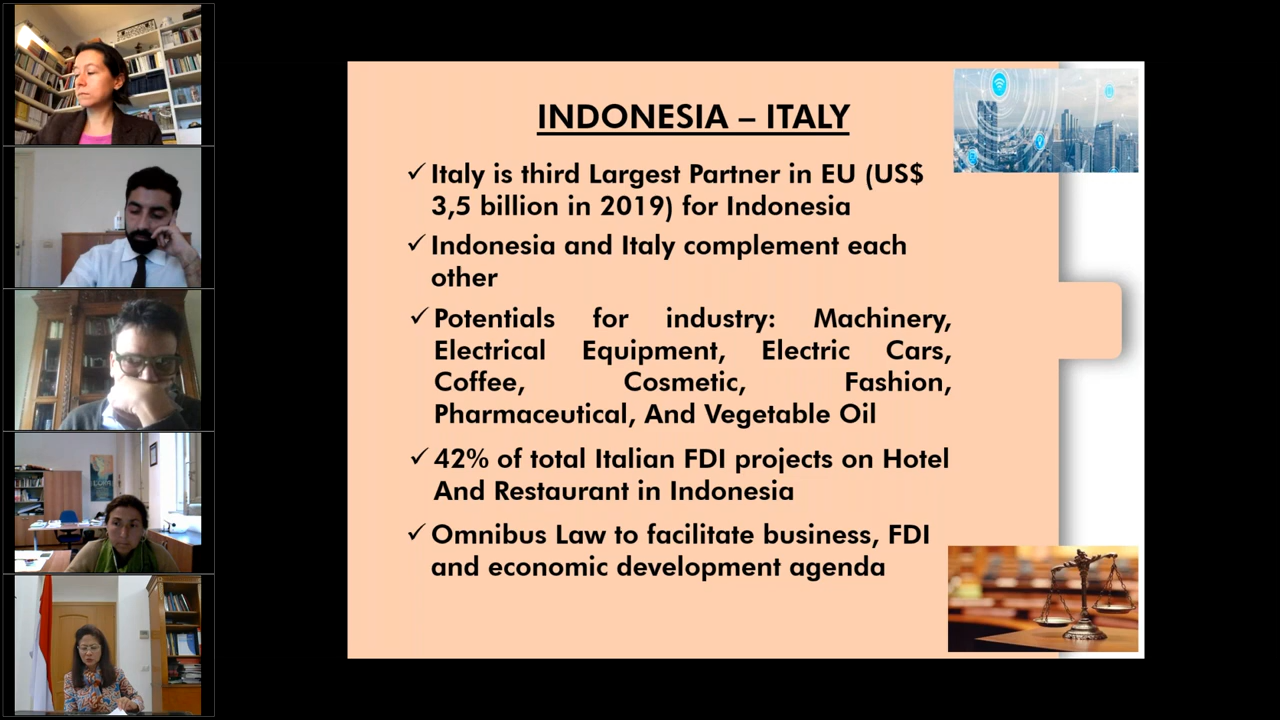 INDONESIA – ITALY
✓ Italy is third Largest Partner in EU (US$
3,5 billion in 2019) for Indonesia
✓ Indonesia and Italy complement each
other
✓ Potentials for industry: Machinery,
Electrical Equipment, Electric Cars,
Coffee, Cosmetic, Fashion,
Pharmaceutical, And Vegetable Oil
✓ 42% of total Italian FDI projects on Hotel
And Restaurant in Indonesia
✓ Omnibus Law to facilitate business, FDI
and economic development agenda